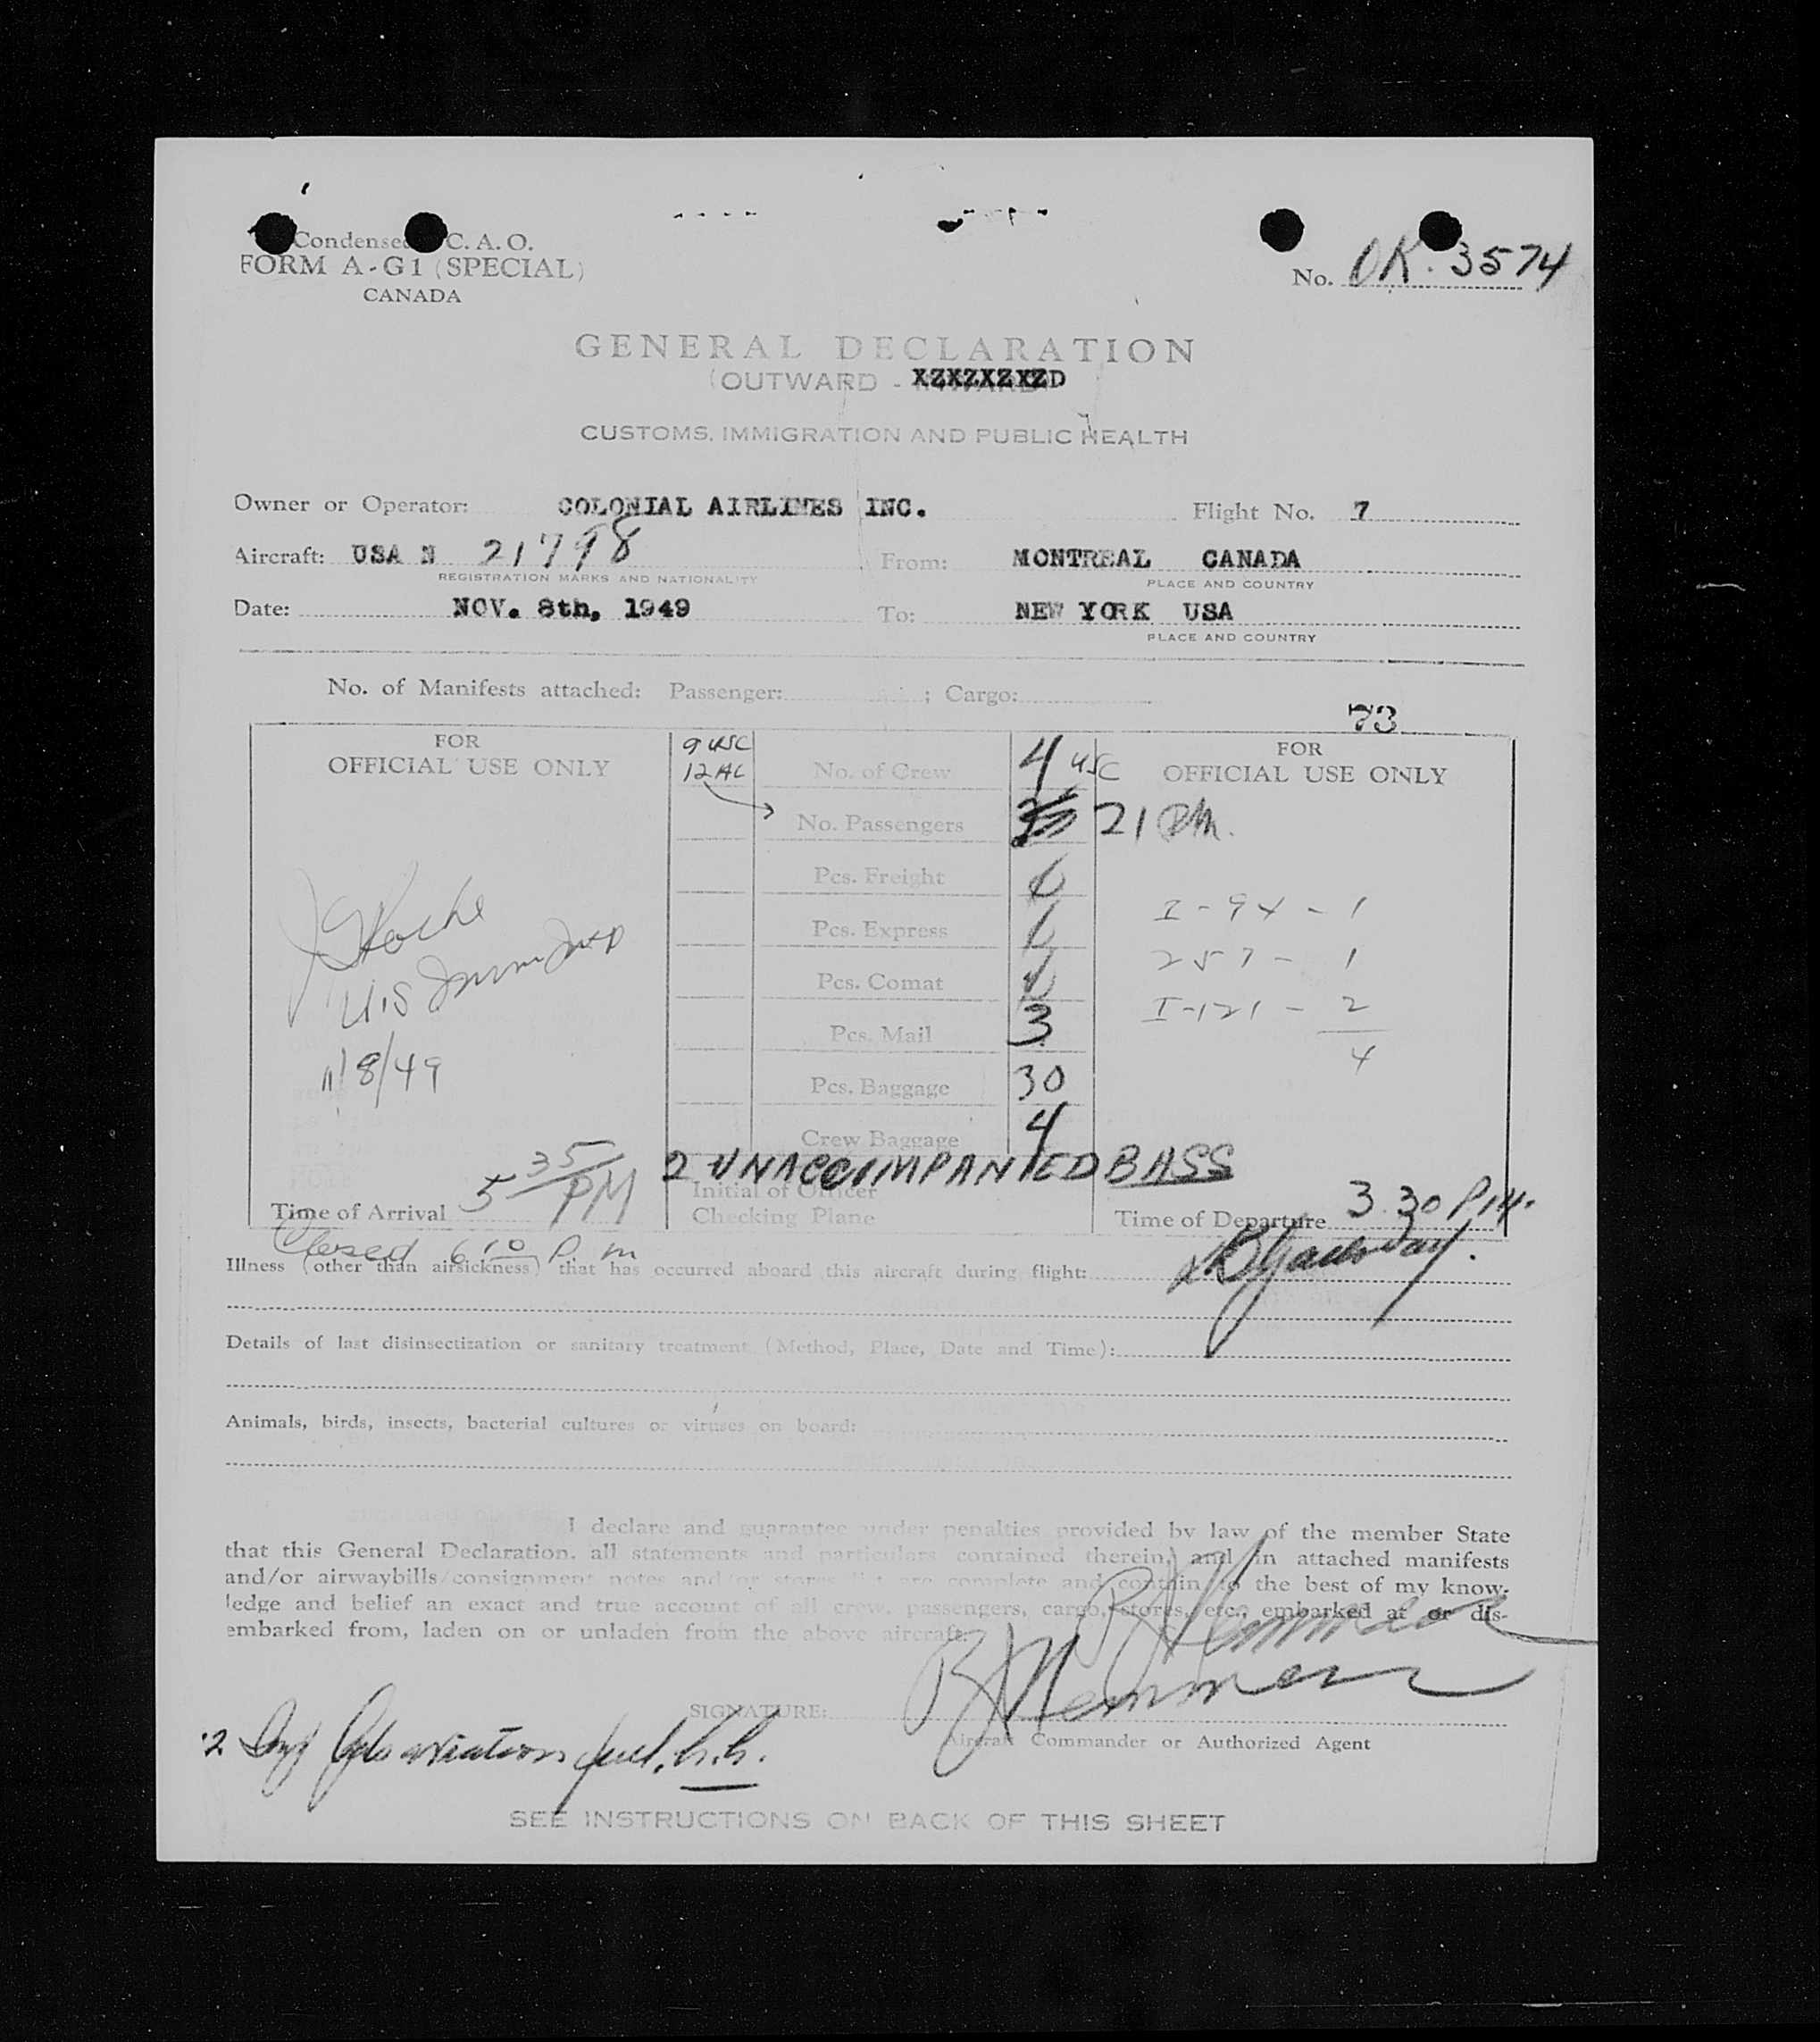 Condensed C. A. O.
FORM A-G1 (SPECIAL)
CANADA
No. OK. 3574
GENERAL DECLARATION
(OUTWARD - XZXZXZXZD
CUSTOMS, IMMIGRATION AND PUBLIC HEALTH
Owner or Operator: COLONIAL AIRLINES INC. Flight No. 7
Aircraft: USA N 21798 From: MONTREAL CANADA
REGISTRATION MARKS AND NATIONALITY PLACE AND COUNTRY
Date: NOV. 8th, 1949 To: NEW YORK USA
PLACE AND COUNTRY
No. of Manifests attached: Passenger: ; Cargo:
73
FOR
OFFICIAL USE ONLY
9 USC
12 AL
No. of Crew 4 USC
FOR
OFFICIAL USE ONLY
No. Passengers 21
Pcs. Freight
Pcs. Express
Pcs. Comat
Pcs. Mail 3
Pcs. Baggage 30
Crew Baggage 4
I-94-1
257-1
I-121-2
4
Roche
U.S Imm Insp
11/8/49
2 UNACCOMPANIED BASS
Initial of Officer
Checking Plane
Time of Arrival 5 35 PM
Time of Departure 3.30 P.M.
Closed 6 10 P. m
Illness (other than airsickness) that has occurred aboard this aircraft during flight:
Details of last disinsectization or sanitary treatment (Method, Place, Date and Time):
Animals, birds, insects, bacterial cultures or viruses on board:
I declare and guarantee under penalties provided by law of the member State
that this General Declaration, all statements and particulars contained therein, and in attached manifests
and/or airwaybills/consignment notes and/or stores list are complete and contain to the best of my know-
ledge and belief an exact and true account of all crew, passengers, cargo, stores, etc., embarked at or dis-
embarked from, laden on or unladen from the above aircraft.
SIGNATURE:
Aircraft Commander or Authorized Agent
aviation fuel. h.h.
SEE INSTRUCTIONS ON BACK OF THIS SHEET